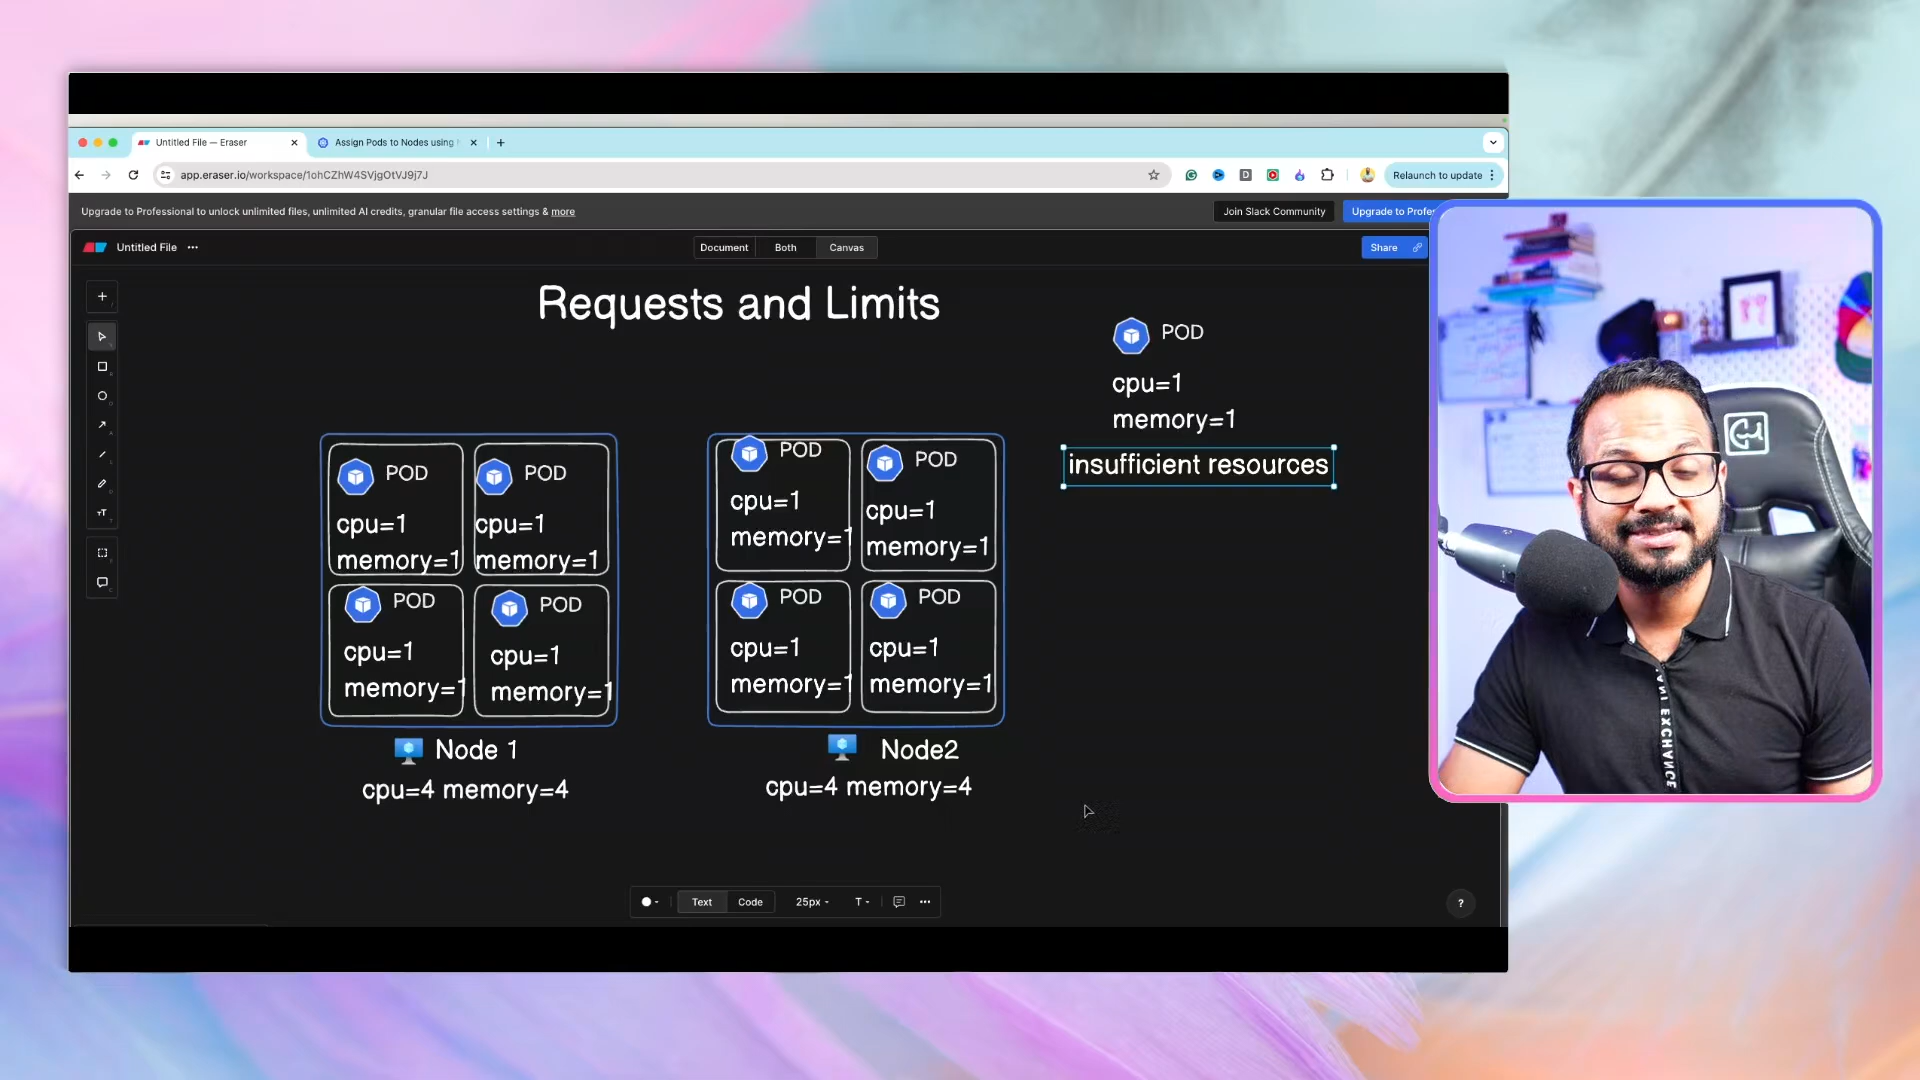 Untitled File — Eraser
Assign Pods to Nodes using
app.eraser.io/workspace/1ohCZhW4SVjgOtVJ9j7J
Relaunch to update
Upgrade to Professional to unlock unlimited files, unlimited AI credits, granular file access settings & more
Join Slack Community
Upgrade to Profe
Untitled File
Document
Both
Canvas
Share
Requests and Limits
POD
cpu=1
memory=1
insufficient resources
POD
cpu=1
memory=1
POD
cpu=1
memory=1
POD
cpu=1
memory=1
POD
cpu=1
memory=1
Node 1
cpu=4 memory=4
POD
cpu=1
memory=1
POD
cpu=1
memory=1
POD
cpu=1
memory=1
POD
cpu=1
memory=1
Node2
cpu=4 memory=4
Text
Code
25px
T
?
EXCHANGE